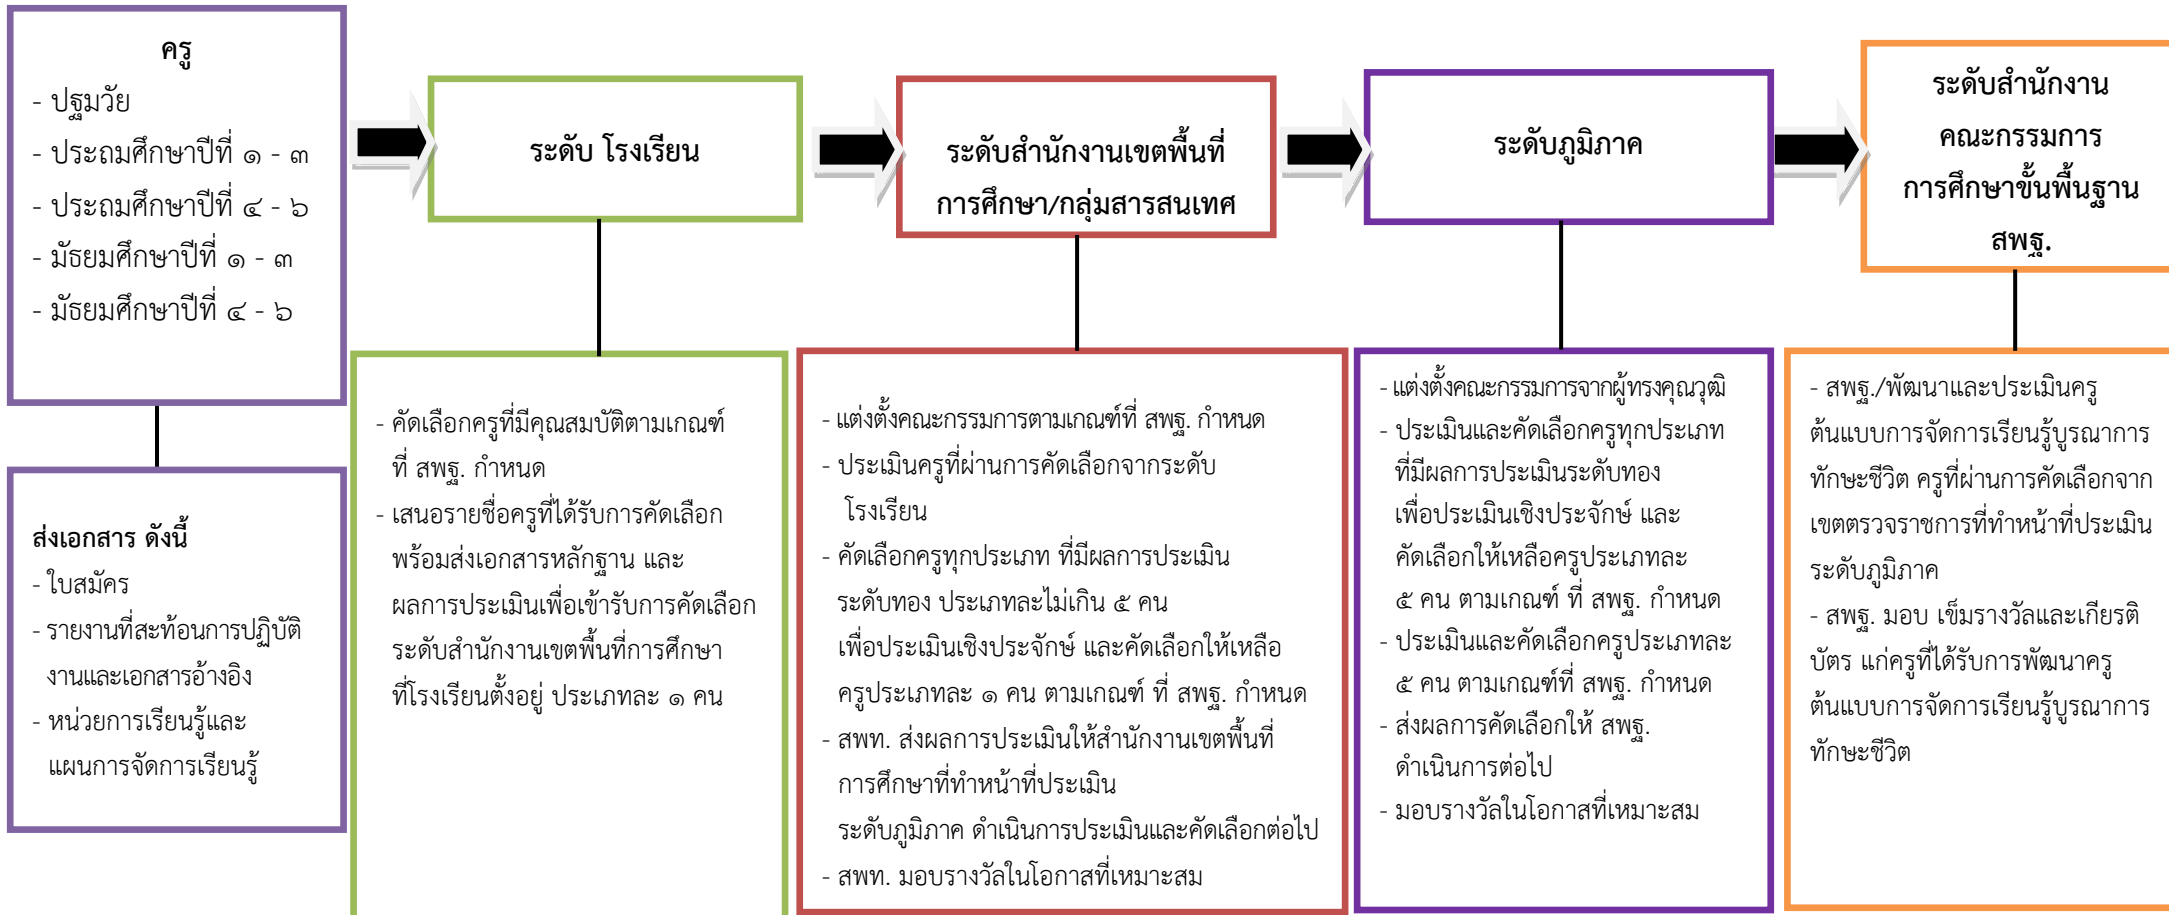 ครู
- ปฐมวัย
- ประถมศึกษาปีที่ ๑ - ๓
- ประถมศึกษาปีที่ ๔ - ๖
- มัธยมศึกษาปีที่ ๑ - ๓
- มัธยมศึกษาปีที่ ๔ - ๖
ส่งเอกสาร ดังนี้
- ใบสมัคร
- รายงานที่สะท้อนการปฏิบัติ
งานและเอกสารอ้างอิง
- หน่วยการเรียนรู้และ
แผนการจัดการเรียนรู้
ระดับ โรงเรียน
- คัดเลือกครูที่มีคุณสมบัติตามเกณฑ์
ที่ สพฐ. กำหนด
- เสนอรายชื่อครูที่ได้รับการคัดเลือก
พร้อมส่งเอกสารหลักฐาน และ
ผลการประเมินเพื่อเข้ารับการคัดเลือก
ระดับสำนักงานเขตพื้นที่การศึกษา
ที่โรงเรียนตั้งอยู่ ประเภทละ ๑ คน
ระดับสำนักงานเขตพื้นที่
การศึกษา/กลุ่มสารสนเทศ
- แต่งตั้งคณะกรรมการตามเกณฑ์ที่ สพฐ. กำหนด
- ประเมินครูที่ผ่านการคัดเลือกจากระดับ
โรงเรียน
- คัดเลือกครูทุกประเภท ที่มีผลการประเมิน
ระดับทอง ประเภทละไม่เกิน ๕ คน
เพื่อประเมินเชิงประจักษ์ และคัดเลือกให้เหลือ
ครูประเภทละ ๑ คน ตามเกณฑ์ ที่ สพฐ. กำหนด
- สพท. ส่งผลการประเมินให้สำนักงานเขตพื้นที่
การศึกษาที่ทำหน้าที่ประเมิน
ระดับภูมิภาค ดำเนินการประเมินและคัดเลือกต่อไป
- สพท. มอบรางวัลในโอกาสที่เหมาะสม
ระดับภูมิภาค
- แต่งตั้งคณะกรรมการจากผู้ทรงคุณวุฒิ
- ประเมินและคัดเลือกครูทุกประเภท
ที่มีผลการประเมินระดับทอง
เพื่อประเมินเชิงประจักษ์ และ
คัดเลือกให้เหลือครูประเภทละ
๕ คน ตามเกณฑ์ ที่ สพฐ. กำหนด
- ประเมินและคัดเลือกครูประเภทละ
๕ คน ตามเกณฑ์ที่ สพฐ. กำหนด
- ส่งผลการคัดเลือกให้ สพฐ.
ดำเนินการต่อไป
- มอบรางวัลในโอกาสที่เหมาะสม
ระดับสำนักงาน
คณะกรรมการ
การศึกษาขั้นพื้นฐาน
สพฐ.
- สพฐ./พัฒนาและประเมินครู
ต้นแบบการจัดการเรียนรู้บูรณาการ
ทักษะชีวิต ครูที่ผ่านการคัดเลือกจาก
เขตตรวจราชการที่ทำหน้าที่ประเมิน
ระดับภูมิภาค
- สพฐ. มอบ เข็มรางวัลและเกียรติ
บัตร แก่ครูที่ได้รับการพัฒนาครู
ต้นแบบการจัดการเรียนรู้บูรณาการ
ทักษะชีวิต